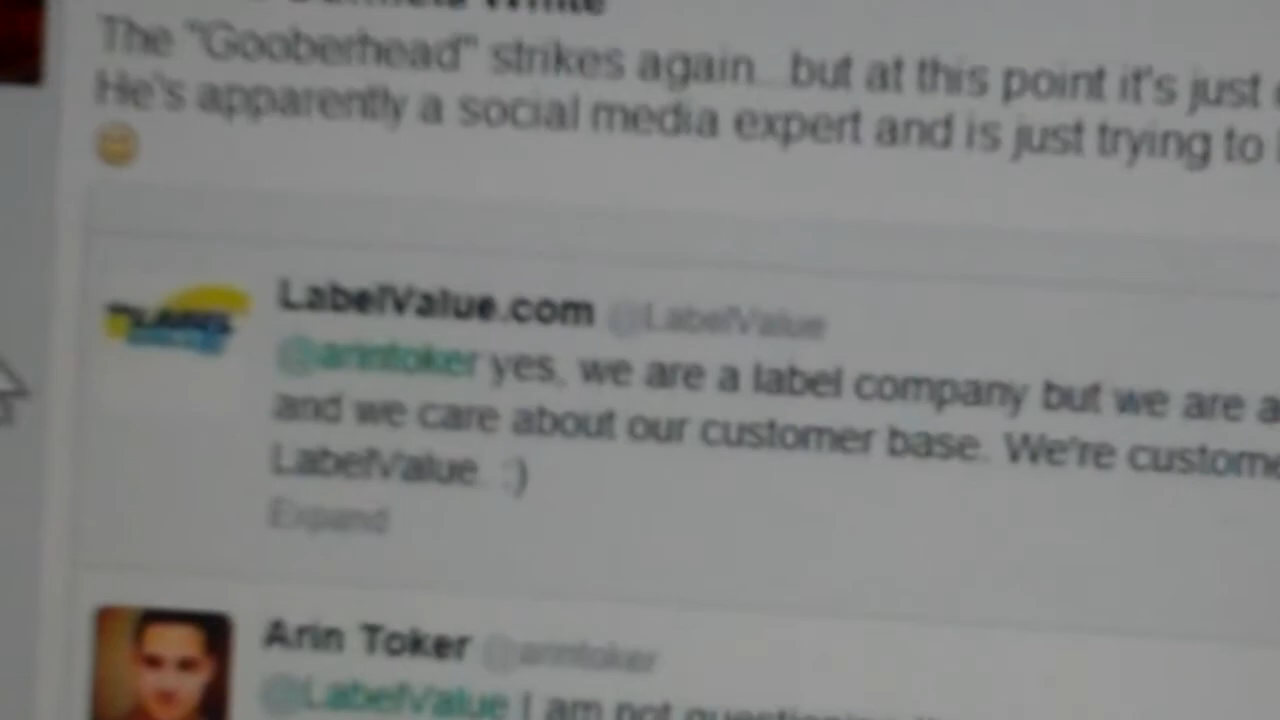 White
The "Gooberhead" strikes again...but at this point it's just
He's apparently a social media expert and is just trying to
LabelValue.com @LabelValue
@arintoker yes, we are a label company but we are a
and we care about our customer base. We're custome
LabelValue. :)
Expand
Arin Toker @arintoker
@LabelValue I am not questioning